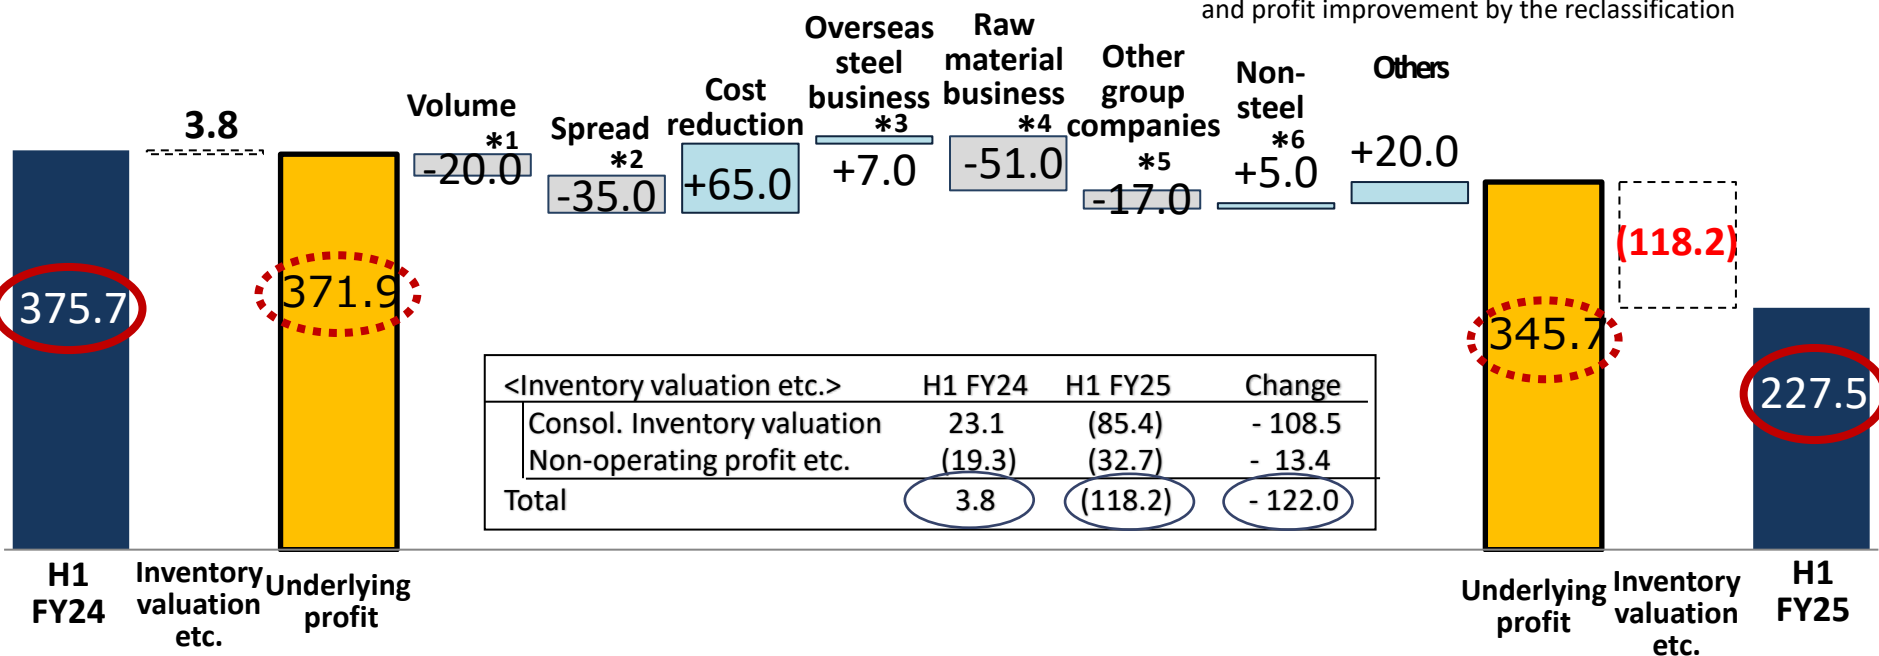 and profit improvement by the reclassification
3.8
Volume
*1
-20.0
Spread
*2
-35.0
Cost
reduction
+65.0
Overseas
steel
business
*3
+7.0
Raw
material
business
*4
-51.0
Other
group
companies
*5
-17.0
Non-
steel
*6
+5.0
Others
+20.0
375.7
371.9
345.7
(118.2)
227.5
<Inventory valuation etc.> H1 FY24 H1 FY25 Change
Consol. Inventory valuation 23.1 (85.4) - 108.5
Non-operating profit etc. (19.3) (32.7) - 13.4
Total 3.8 (118.2) - 122.0
H1
FY24
Inventory
valuation
etc.
Underlying
profit
Underlying
profit
Inventory
valuation
etc.
H1
FY25